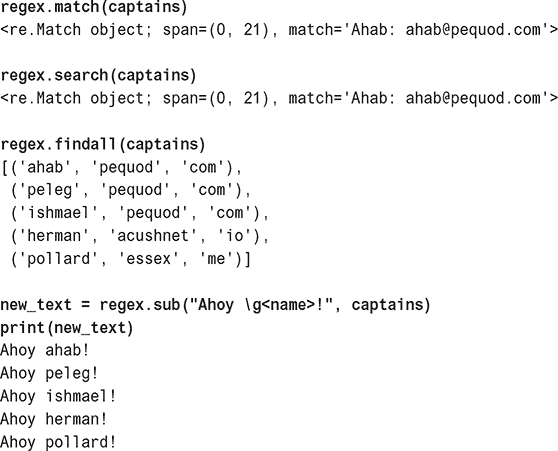 regex.match(captains)
<re.Match object; span=(0, 21), match='Ahab: ahab@pequod.com'>
regex.search(captains)
<re.Match object; span=(0, 21), match='Ahab: ahab@pequod.com'>
regex.findall(captains)
[('ahab', 'pequod', 'com'),
('peleg', 'pequod', 'com'),
('ishmael', 'pequod', 'com'),
('herman', 'acushnet', 'io'),
('pollard', 'essex', 'me')]
new_text = regex.sub("Ahoy \g<name>!", captains)
print(new_text)
Ahoy ahab!
Ahoy peleg!
Ahoy ishmael!
Ahoy herman!
Ahoy pollard!